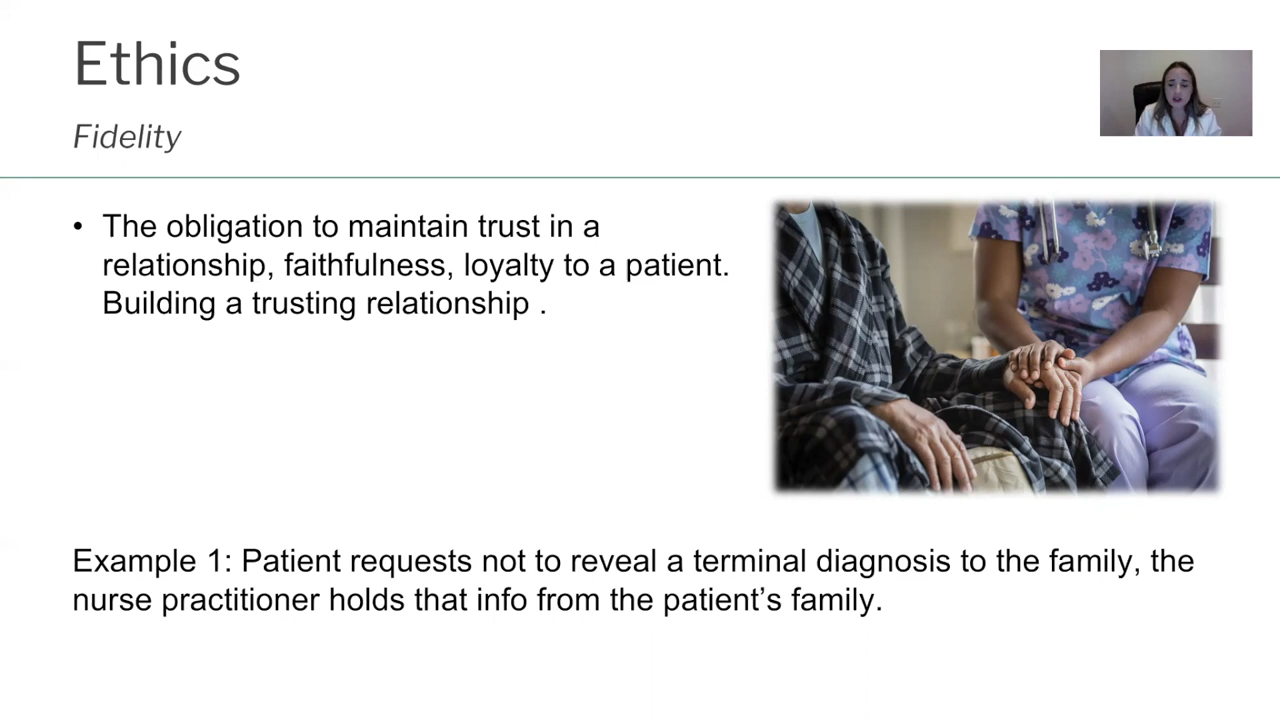 Ethics
Fidelity
• The obligation to maintain trust in a
relationship, faithfulness, loyalty to a patient.
Building a trusting relationship .
Example 1: Patient requests not to reveal a terminal diagnosis to the family, the
nurse practitioner holds that info from the patient’s family.